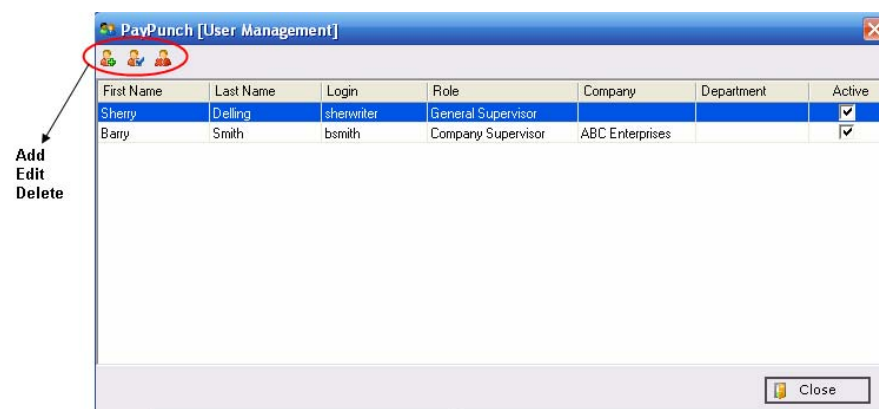 PayPunch [User Management]
First Name Last Name Login Role Company Department Active
Sherry Delling sherwriter General Supervisor
Barry Smith bsmith Company Supervisor ABC Enterprises
Add
Edit
Delete
Close